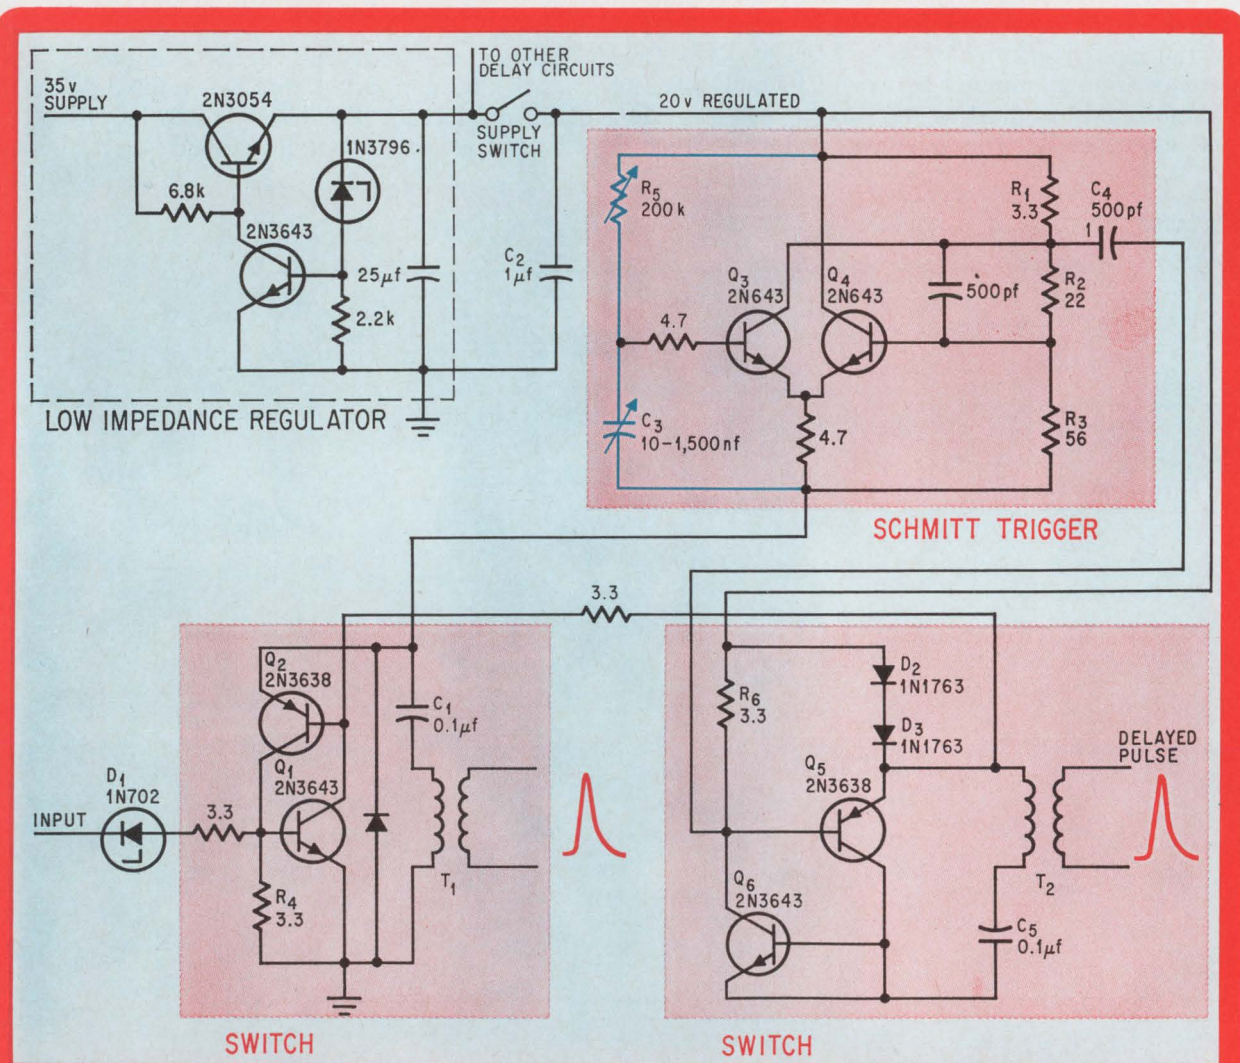 35v
SUPPLY
2N3054
6.8k
2N3643
1N3796
25μf
2.2k
LOW IMPEDANCE REGULATOR
TO OTHER
DELAY CIRCUITS
SUPPLY
SWITCH
C2
1μf
20v REGULATED
R5
200k
C3
10-1,500nf
4.7
Q3
2N643
Q4
2N643
4.7
500pf
R1
3.3
R2
22
R3
56
C4
500pf
1
SCHMITT TRIGGER
3.3
INPUT
D1
1N702
3.3
R4
3.3
Q2
2N3638
Q1
2N3643
C1
0.1μf
T1
SWITCH
R6
3.3
D2
1N1763
D3
1N1763
Q5
2N3638
Q6
2N3643
T2
C5
0.1μf
DELAYED
PULSE
SWITCH